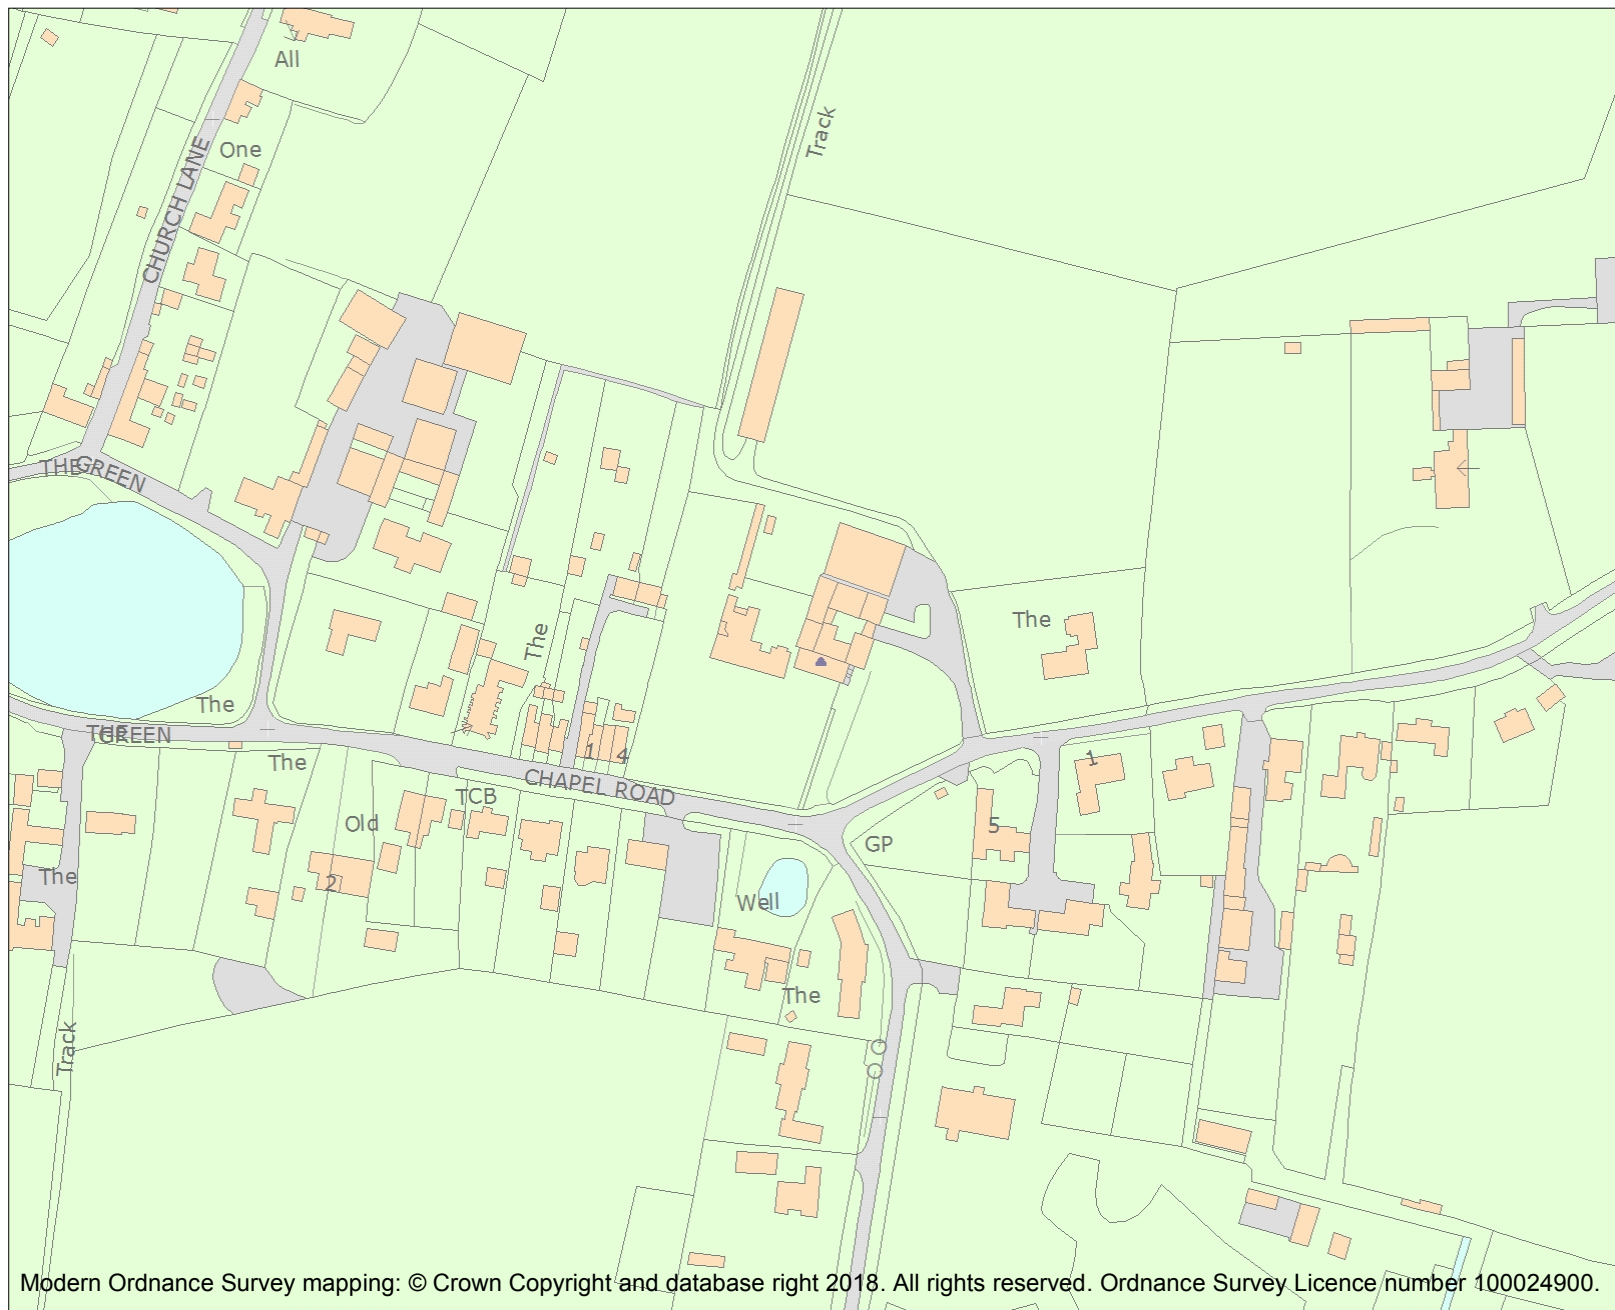 All
Track
One
CHURCH LANE
THE GREEN
The
The
The
THE GREEN
The
1
4
1
CHAPEL ROAD
TCB
Old
5
GP
The
2
Well
The
Track
Modern Ordnance Survey mapping: © Crown Copyright and database right 2018. All rights reserved. Ordnance Survey Licence number 100024900.